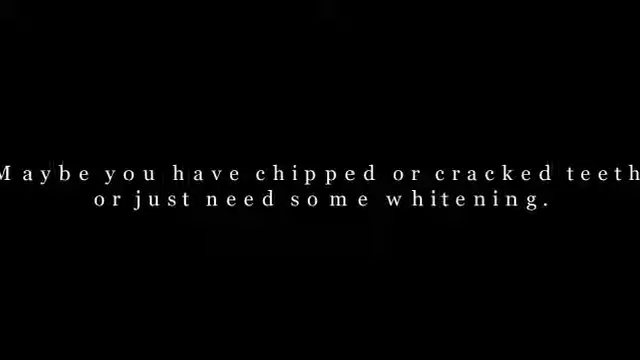 Maybe you have chipped or cracked teeth
or just need some whitening.